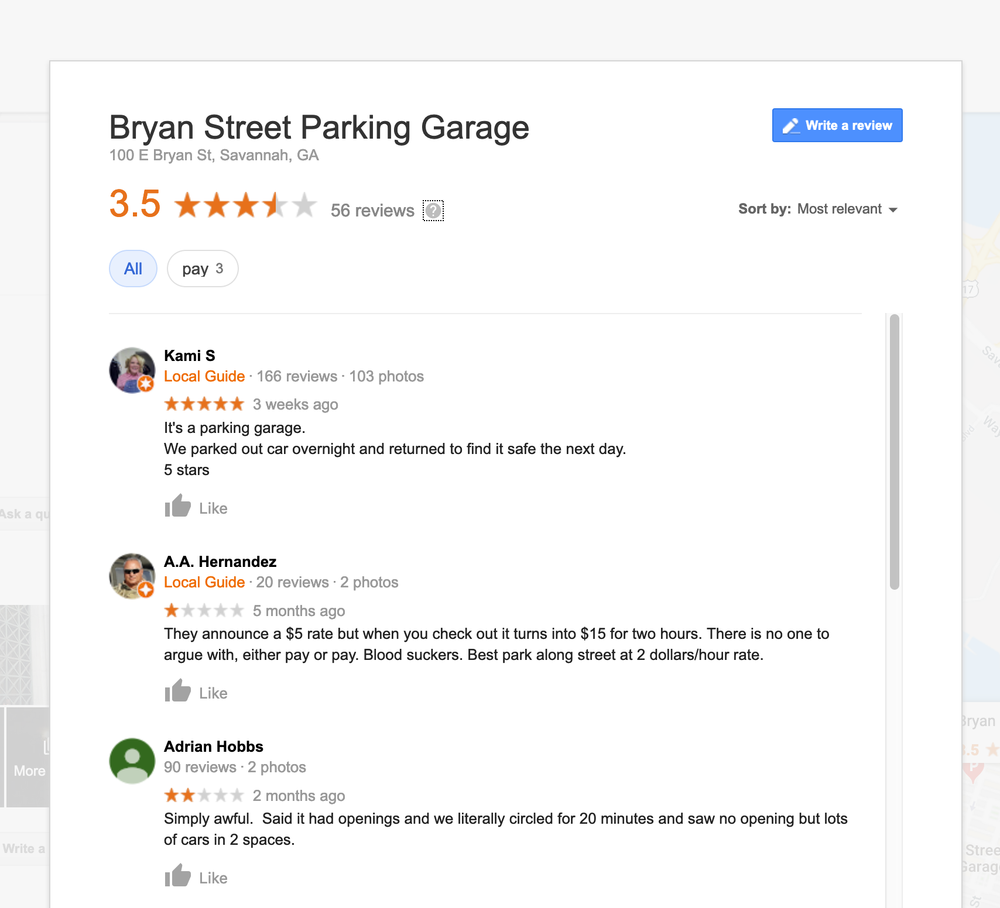 Bryan Street Parking Garage
Write a review
100 E Bryan St, Savannah, GA
3.5 56 reviews ?
Sort by: Most relevant
All
pay 3
Kami S
Local Guide · 166 reviews · 103 photos
3 weeks ago
It's a parking garage.
We parked out car overnight and returned to find it safe the next day.
5 stars
Like
A.A. Hernandez
Local Guide · 20 reviews · 2 photos
5 months ago
They announce a $5 rate but when you check out it turns into $15 for two hours. There is no one to
argue with, either pay or pay. Blood suckers. Best park along street at 2 dollars/hour rate.
Like
Adrian Hobbs
90 reviews · 2 photos
2 months ago
Simply awful.  Said it had openings and we literally circled for 20 minutes and saw no opening but lots
of cars in 2 spaces.
Like
Ask a qu
More
Write a
17
Sava
Way
Blvd
Bryan
3.5
P
Stree
Garag
St